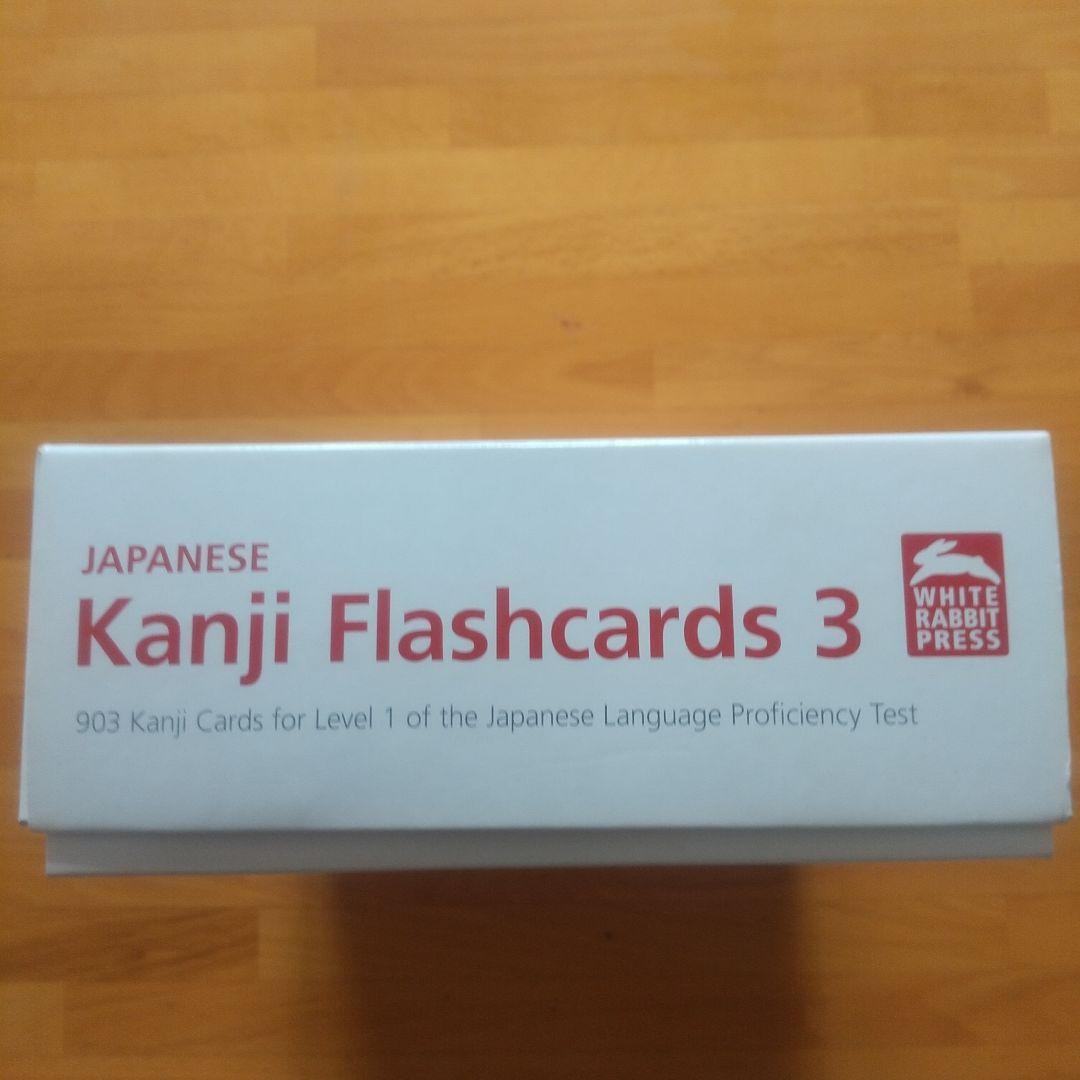 JAPANESE
Kanji Flashcards 3
903 Kanji Cards for Level 1 of the Japanese Language Proficiency Test
WHITE
RABBIT
PRESS